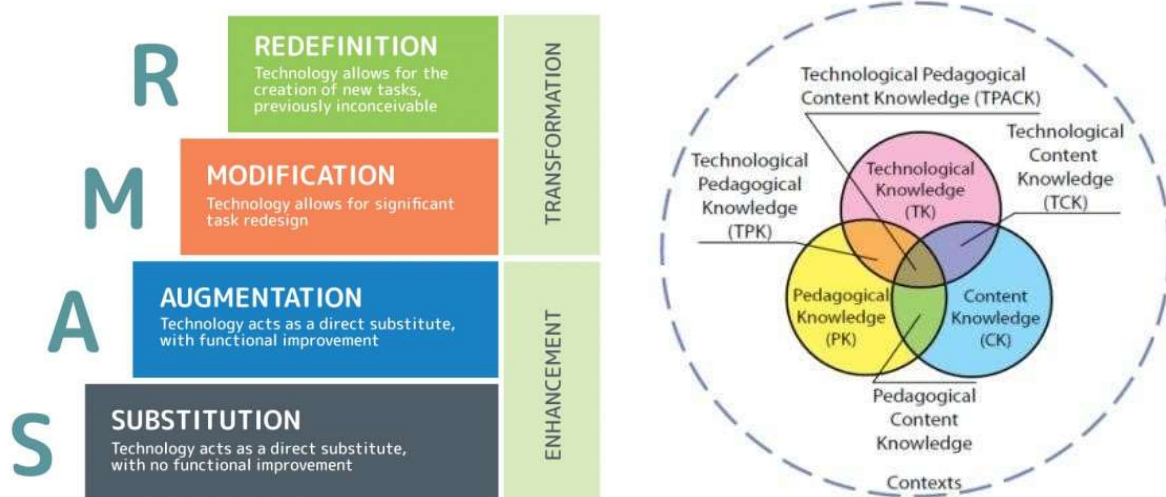 R
REDEFINITION
Technology allows for the
creation of new tasks,
previously inconceivable
M
MODIFICATION
Technology allows for significant
task redesign
TRANSFORMATION
A
AUGMENTATION
Technology acts as a direct substitute,
with functional improvement
S
SUBSTITUTION
Technology acts as a direct substitute,
with no functional improvement
ENHANCEMENT
Technological Pedagogical
Content Knowledge (TPACK)
Technological
Pedagogical
Knowledge
(TPK)
Technological
Knowledge
(TK)
Technological
Content
Knowledge
(TCK)
Pedagogical
Knowledge
(PK)
Content
Knowledge
(CK)
Pedagogical
Content
Knowledge
Contexts